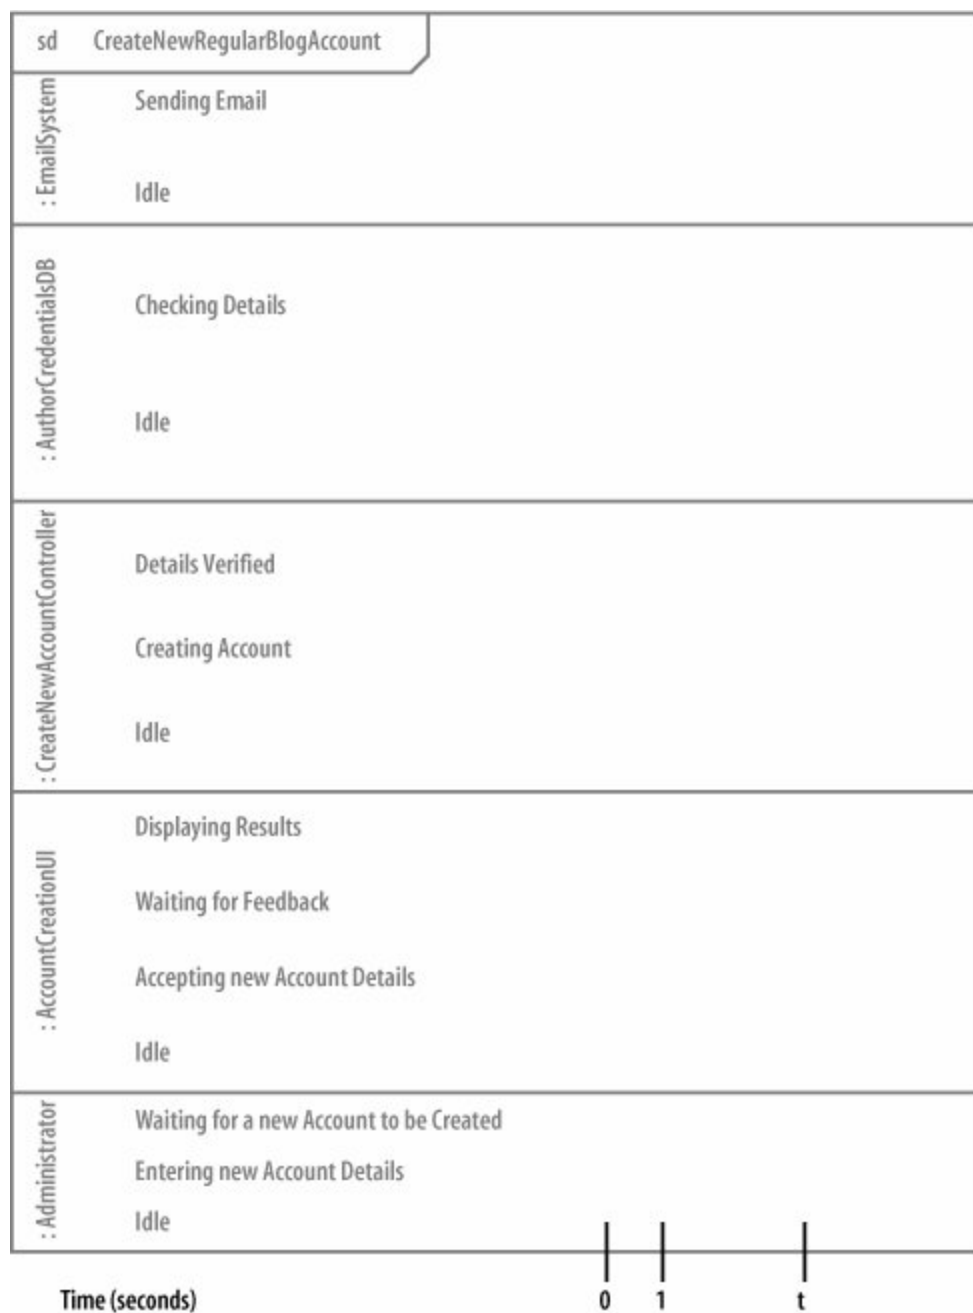 sd CreateNewRegularBlogAccount
: EmailSystem
Sending Email
Idle
: AuthorCredentialsDB
Checking Details
Idle
: CreateNewAccountController
Details Verified
Creating Account
Idle
: AccountCreationUI
Displaying Results
Waiting for Feedback
Accepting new Account Details
Idle
: Administrator
Waiting for a new Account to be Created
Entering new Account Details
Idle
Time (seconds) 0 1 t